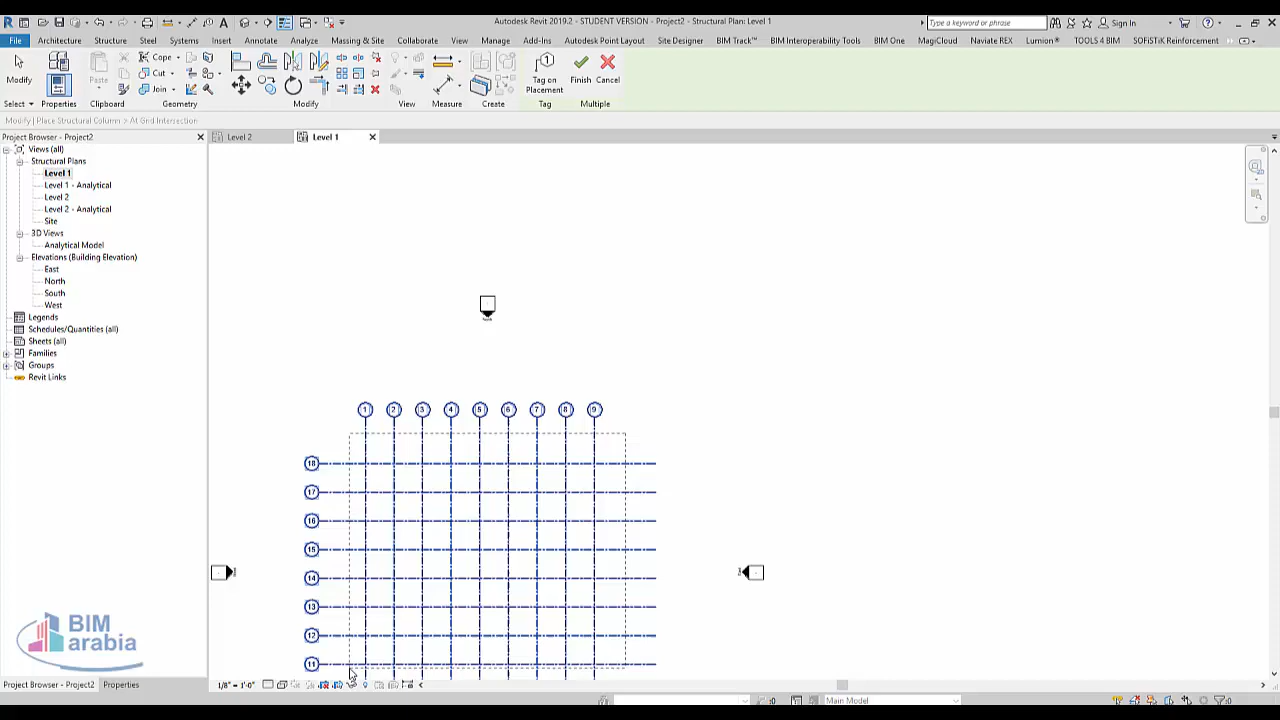 Autodesk Revit 2019.2 - STUDENT VERSION - Project2 - Structural Plan: Level 1
Type a keyword or phrase
Sign In
File Architecture Structure Steel Systems Insert Annotate Analyze Massing & Site Collaborate View Manage Add-Ins Autodesk Point Layout Site Designer BIM Track™ BIM Interoperability Tools BIM One MagiCloud Naviate REX Lumion® TOOLS 4 BIM SOFiSTiK Reinforcement
Modify
Paste
Cope
Cut
Join
Tag on Placement
Finish
Cancel
Select Properties Clipboard Geometry Modify View Measure Create Tag Multiple
Modify | Place Structural Column > At Grid Intersection
Project Browser - Project2
Level 2
Level 1
Views (all)
Structural Plans
Level 1
Level 1 - Analytical
Level 2
Level 2 - Analytical
Site
3D Views
Analytical Model
Elevations (Building Elevation)
East
North
South
West
Legends
Schedules/Quantities (all)
Sheets (all)
Families
Groups
Revit Links
1 2 3 4 5 6 7 8 9
18
17
16
15
14
13
12
11
BIM
arabia
Project Browser - Project2 Properties
1/8" = 1'-0"
:0
Main Model
:0